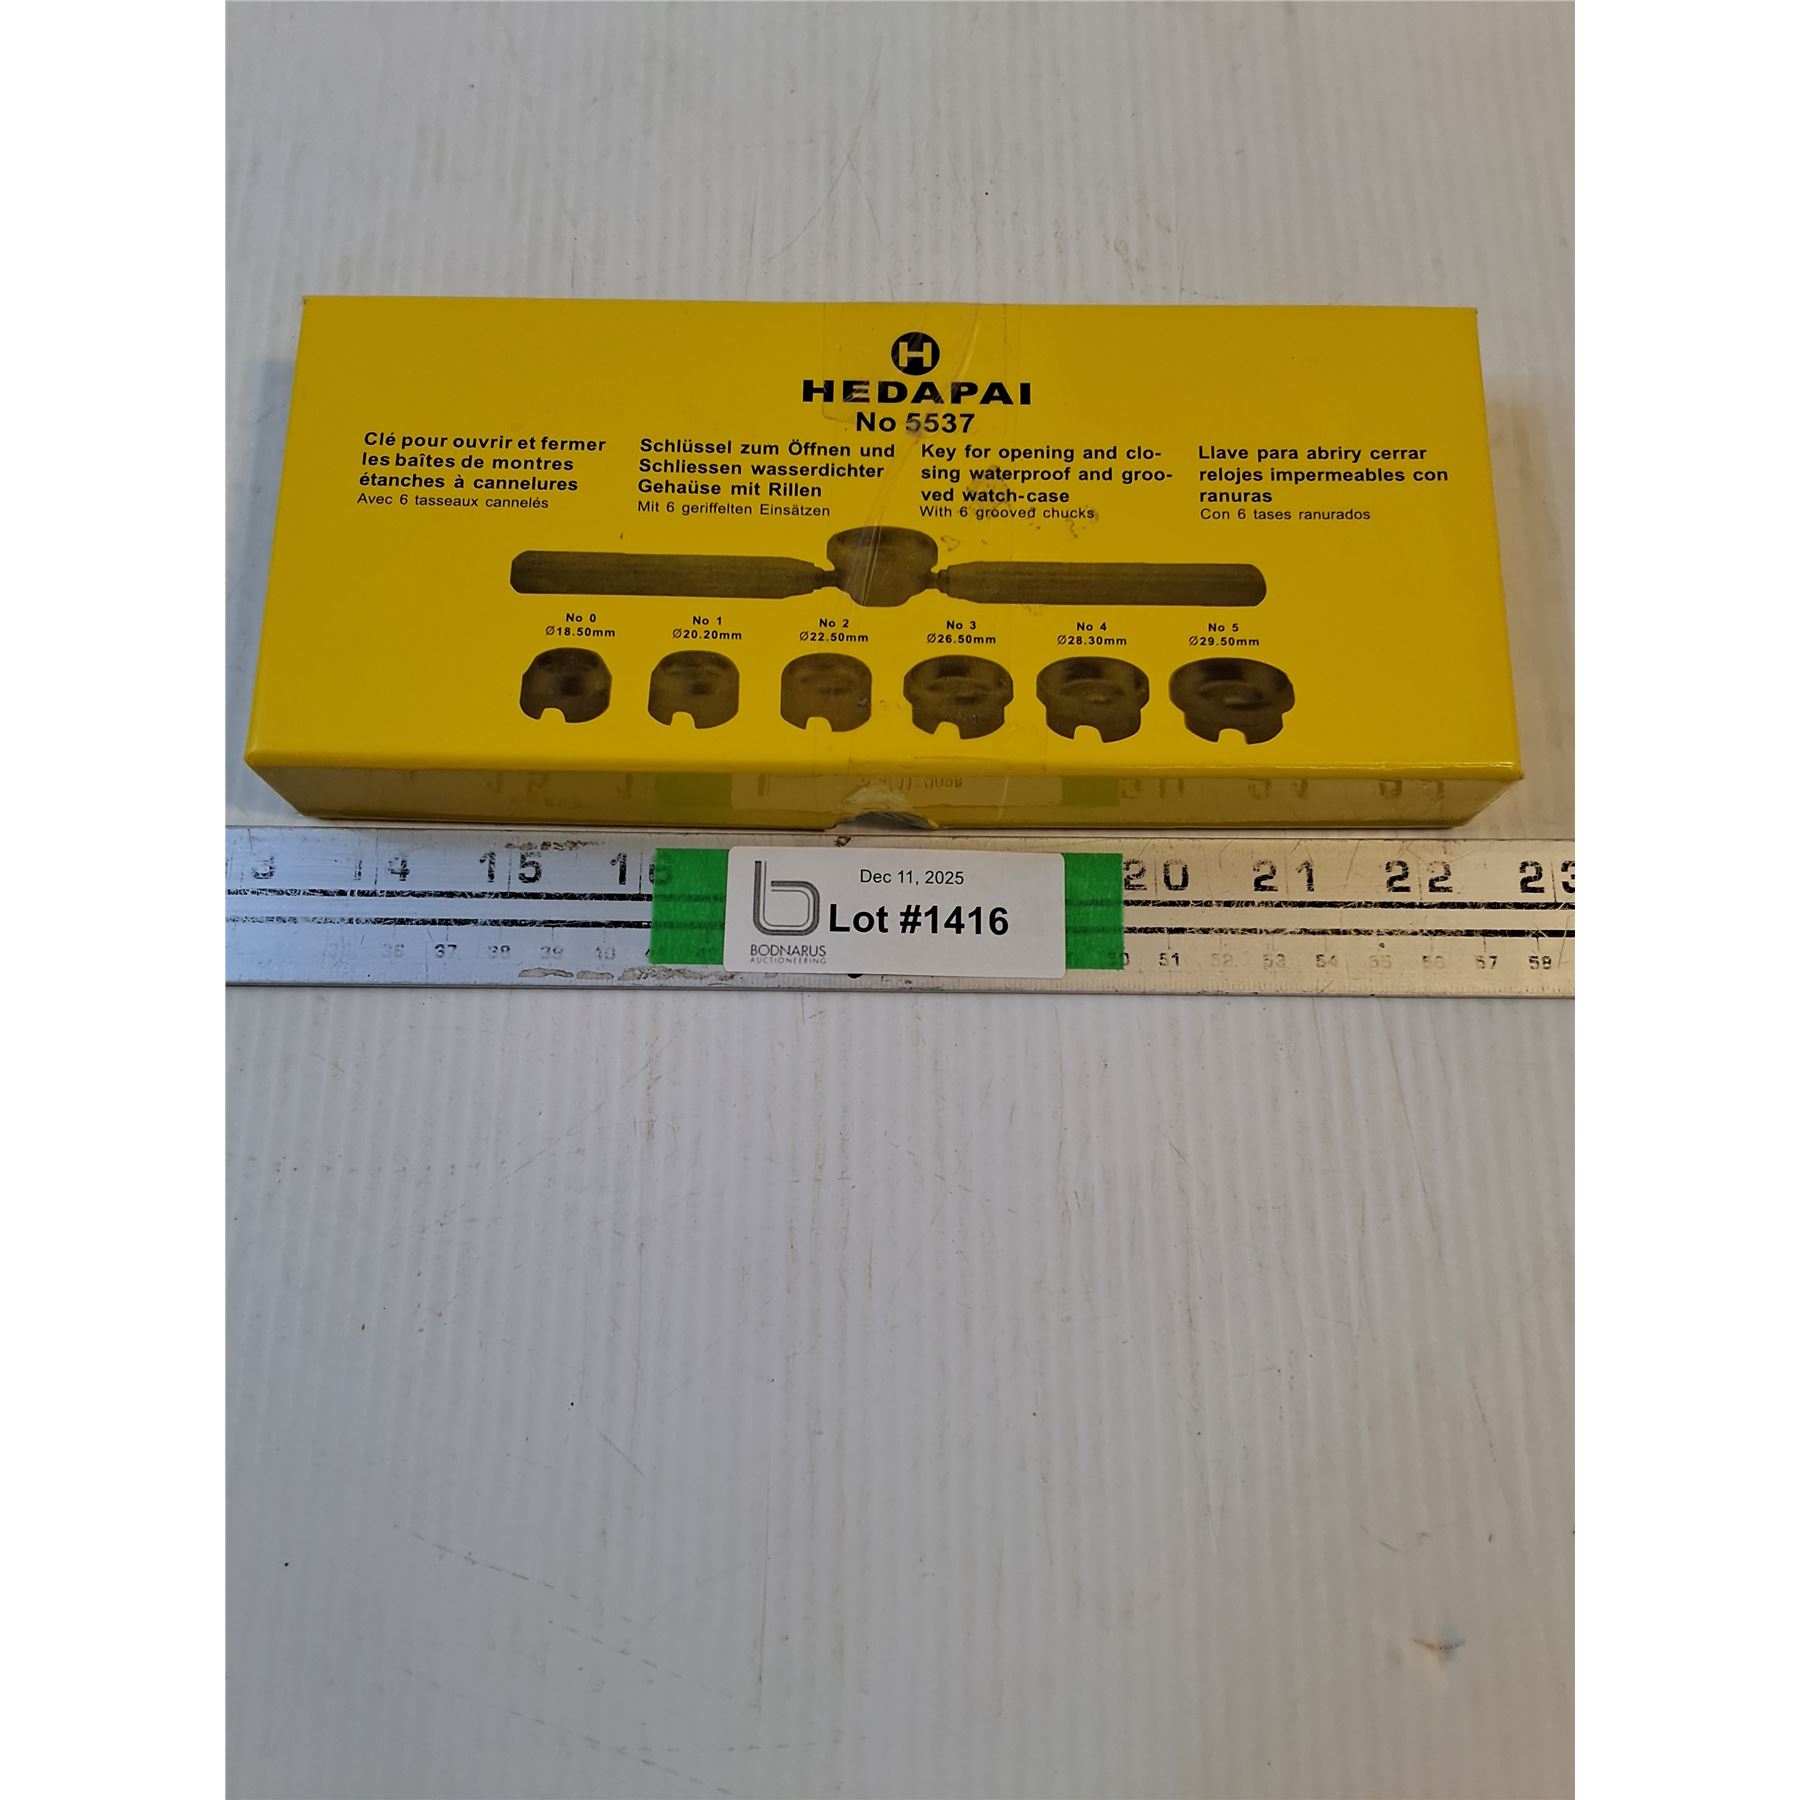 H
HEDAPAI
No 5537
Clé pour ouvrir et fermer
les baîtes de montres
étanches à cannelures
Avec 6 tasseaux cannelés
Schlüssel zum Öffnen und
Schliessen wasserdichter
Gehaüse mit Rillen
Mit 6 geriffelten Einsätzen
Key for opening and clo-
sing waterproof and groo-
ved watch-case
With 6 grooved chucks
Llave para abriry cerrar
relojes impermeables con
ranuras
Con 6 tases ranurados
No 0 No 1 No 2 No 3 No 4 No 5
Ø18.50mm Ø20.20mm Ø22.50mm Ø26.50mm Ø28.30mm Ø29.50mm
14 15 16 20 21 22 23
Dec 11, 2025
Lot #1416
BODNARUS
AUCTIONEERING
36 37 38 39 40 51 52 53 54 55 56 57 58